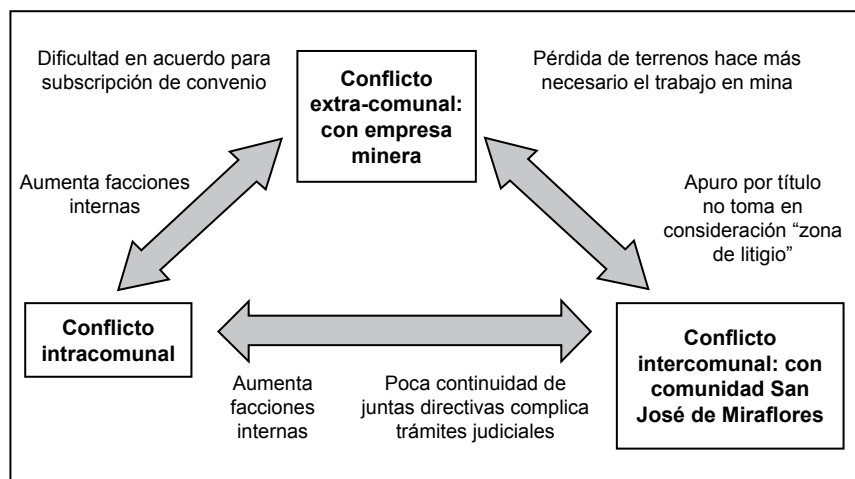 Dificultad en acuerdo para
subscripción de convenio
Conflicto
extra-comunal:
con empresa
minera
Pérdida de terrenos hace más
necesario el trabajo en mina
Aumenta facciones
internas
Apuro por título
no toma en
consideración “zona
de litigio”
Conflicto
intracomunal
Aumenta
facciones
internas
Poca continuidad de
juntas directivas complica
trámites judiciales
Conflicto
intercomunal: con
comunidad San
José de Miraflores